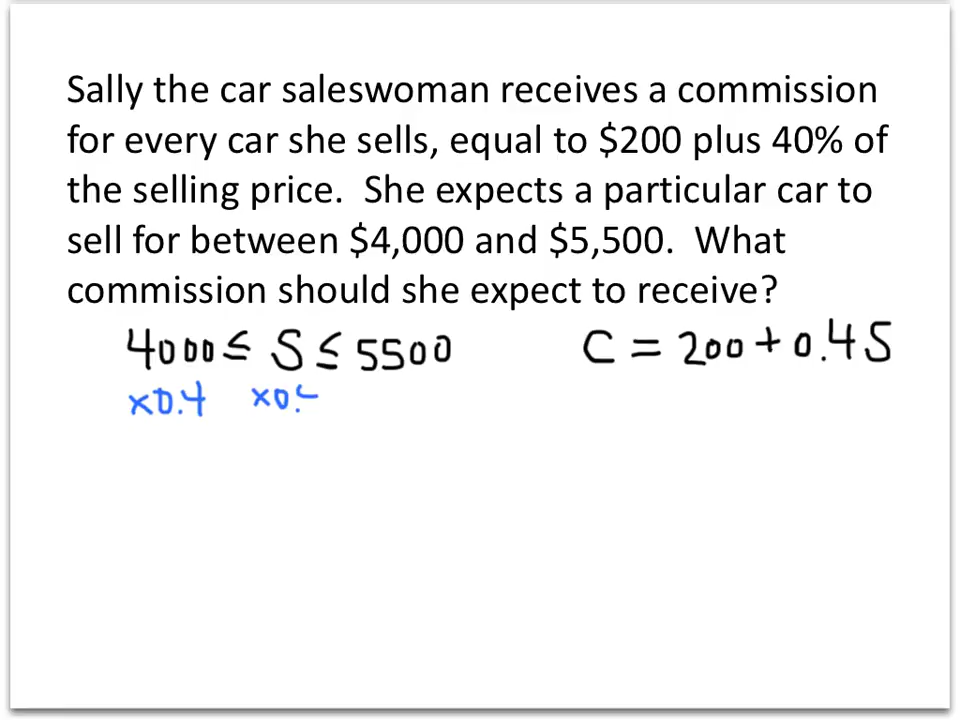 Sally the car saleswoman receives a commission
for every car she sells, equal to $200 plus 40% of
the selling price. She expects a particular car to
sell for between $4,000 and $5,500. What
commission should she expect to receive?
4000 ≤ S ≤ 5500 C = 200 + 0.4S
x0.4 x0.